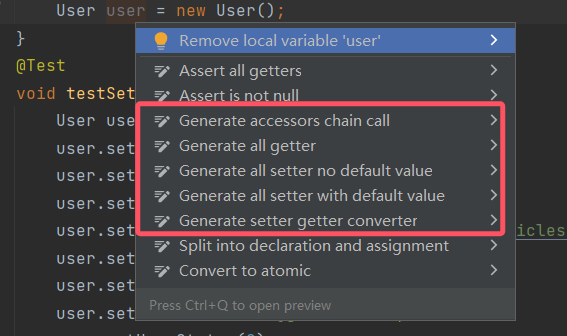 User user = new User();
}
@Test
void testSet
User use
user.set
user.set
user.set
user.set
user.set
user.set
user.set
user.set
Remove local variable 'user'
Assert all getters
Assert is not null
Generate accessors chain call
Generate all getter
Generate all setter no default value
Generate all setter with default value
Generate setter getter converter
Split into declaration and assignment
Convert to atomic
Press Ctrl+Q to open preview
icles